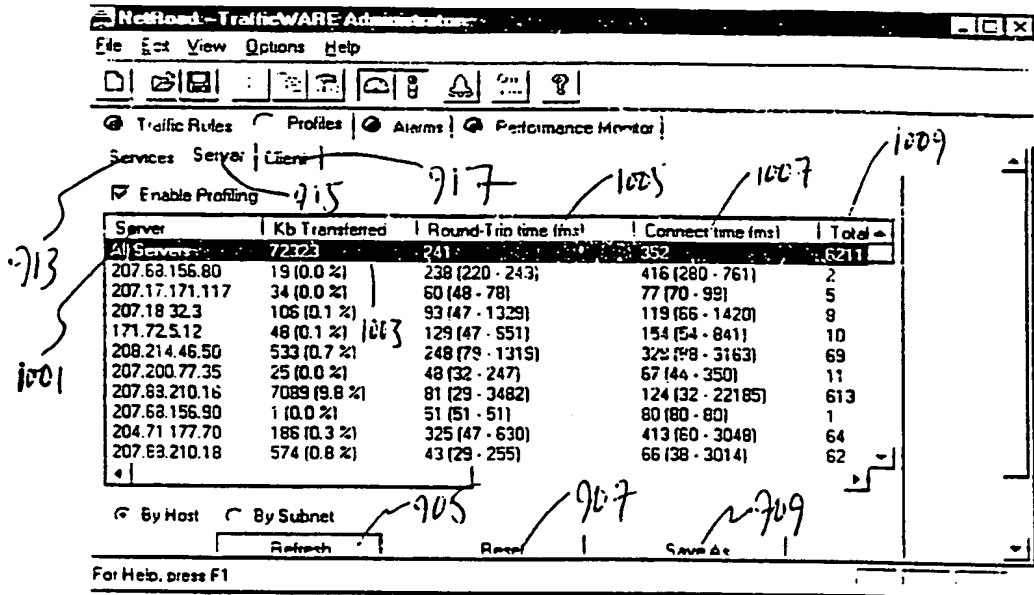 NetRoad - TrafficWARE Administrator
File Edit View Options Help
Traffic Rules Profiles Alarms Performance Monitor
1009
Services Server Client
915 917 1005 1007
Enable Profiling
Server Kb Transferred Round-Trip time (ms) Connect time (ms) Total
913
All Servers 72323 241 352 6211
207.68.156.80 19 (0.0 %) 238 (220 - 243) 416 (280 - 761) 2
207.17.171.117 34 (0.0 %) 60 (48 - 78) 77 (70 - 99) 5
207.18.32.3 106 (0.1 %) 93 (47 - 1329) 119 (66 - 1420) 9
171.72.5.12 48 (0.1 %) 1003 129 (47 - 551) 154 (54 - 841) 10
208.214.46.50 533 (0.7 %) 248 (79 - 1319) 328 (98 - 3163) 69
1001
207.200.77.35 25 (0.0 %) 48 (32 - 247) 67 (44 - 350) 11
207.83.210.16 7089 (9.8 %) 81 (29 - 3482) 124 (32 - 22185) 613
207.68.156.90 1 (0.0 %) 51 (51 - 51) 80 (80 - 80) 1
204.71.177.70 186 (0.3 %) 325 (47 - 630) 413 (60 - 3048) 64
207.83.210.18 574 (0.8 %) 43 (29 - 255) 66 (38 - 3014) 62
905 907 909
By Host By Subnet
Refresh Reset Save As
For Help, press F1